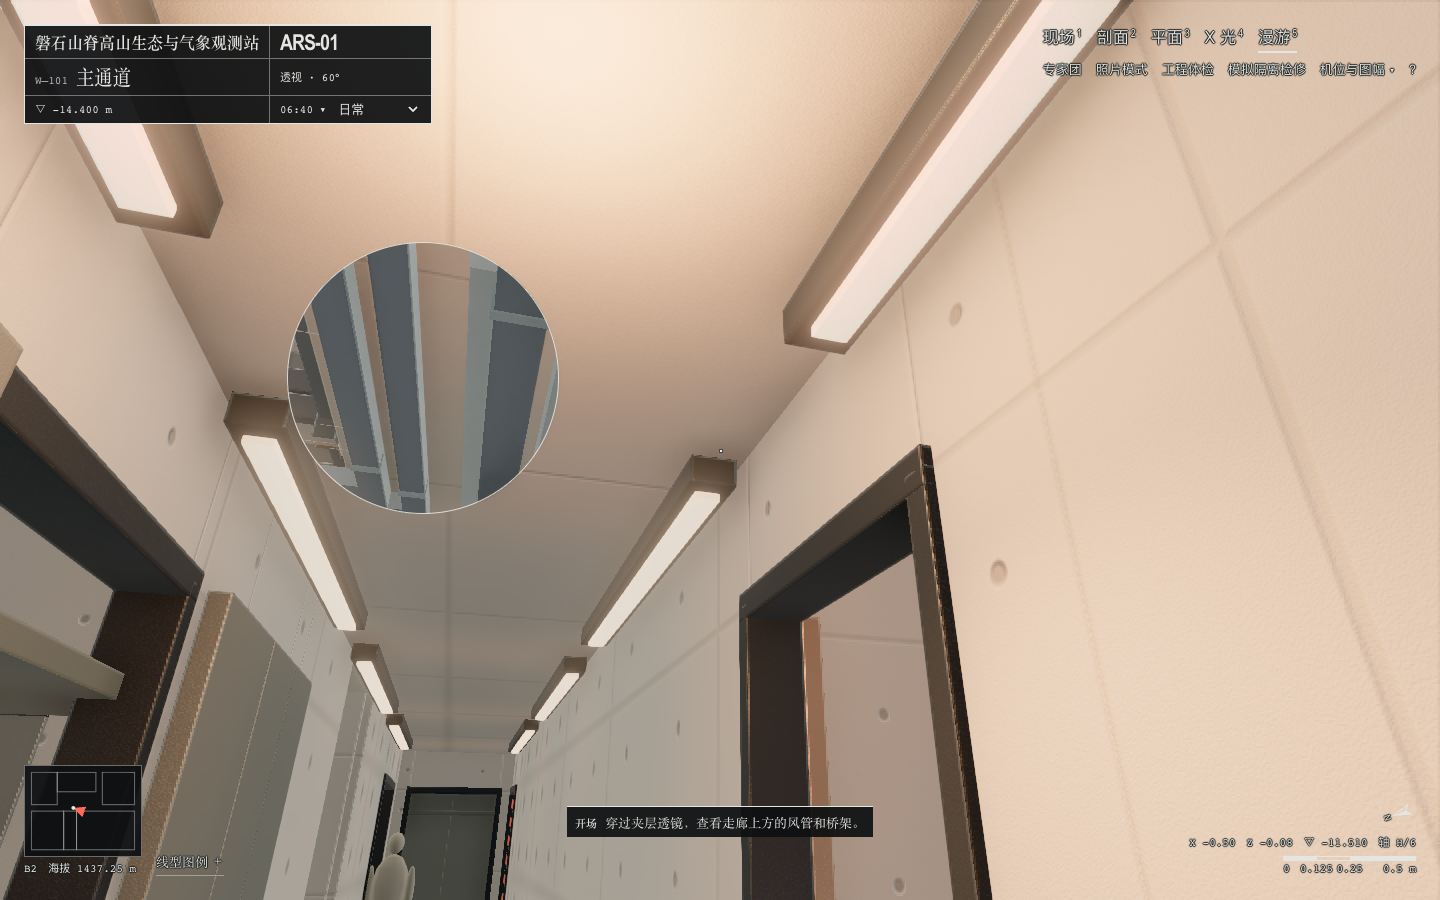 磐石山脊高山生态与气象观测站 ARS-01
W-101 主通道 透视 · 60°
▽ -14.400 m 06:40 ▾ 日常
现场1 剖面2 平面3 X 光4 漫游5
专家团 照片模式 工程体检 模拟隔离检修 机位与图幅 ▾ ?
开场 穿过夹层透镜，查看走廊上方的风管和桥架。
B2 海拔 1437.25 m
线型图例 +
N
X -0.50 Z -0.08 ▽ -11.510 轴 H/6
0 0.125 0.25 0.5 m